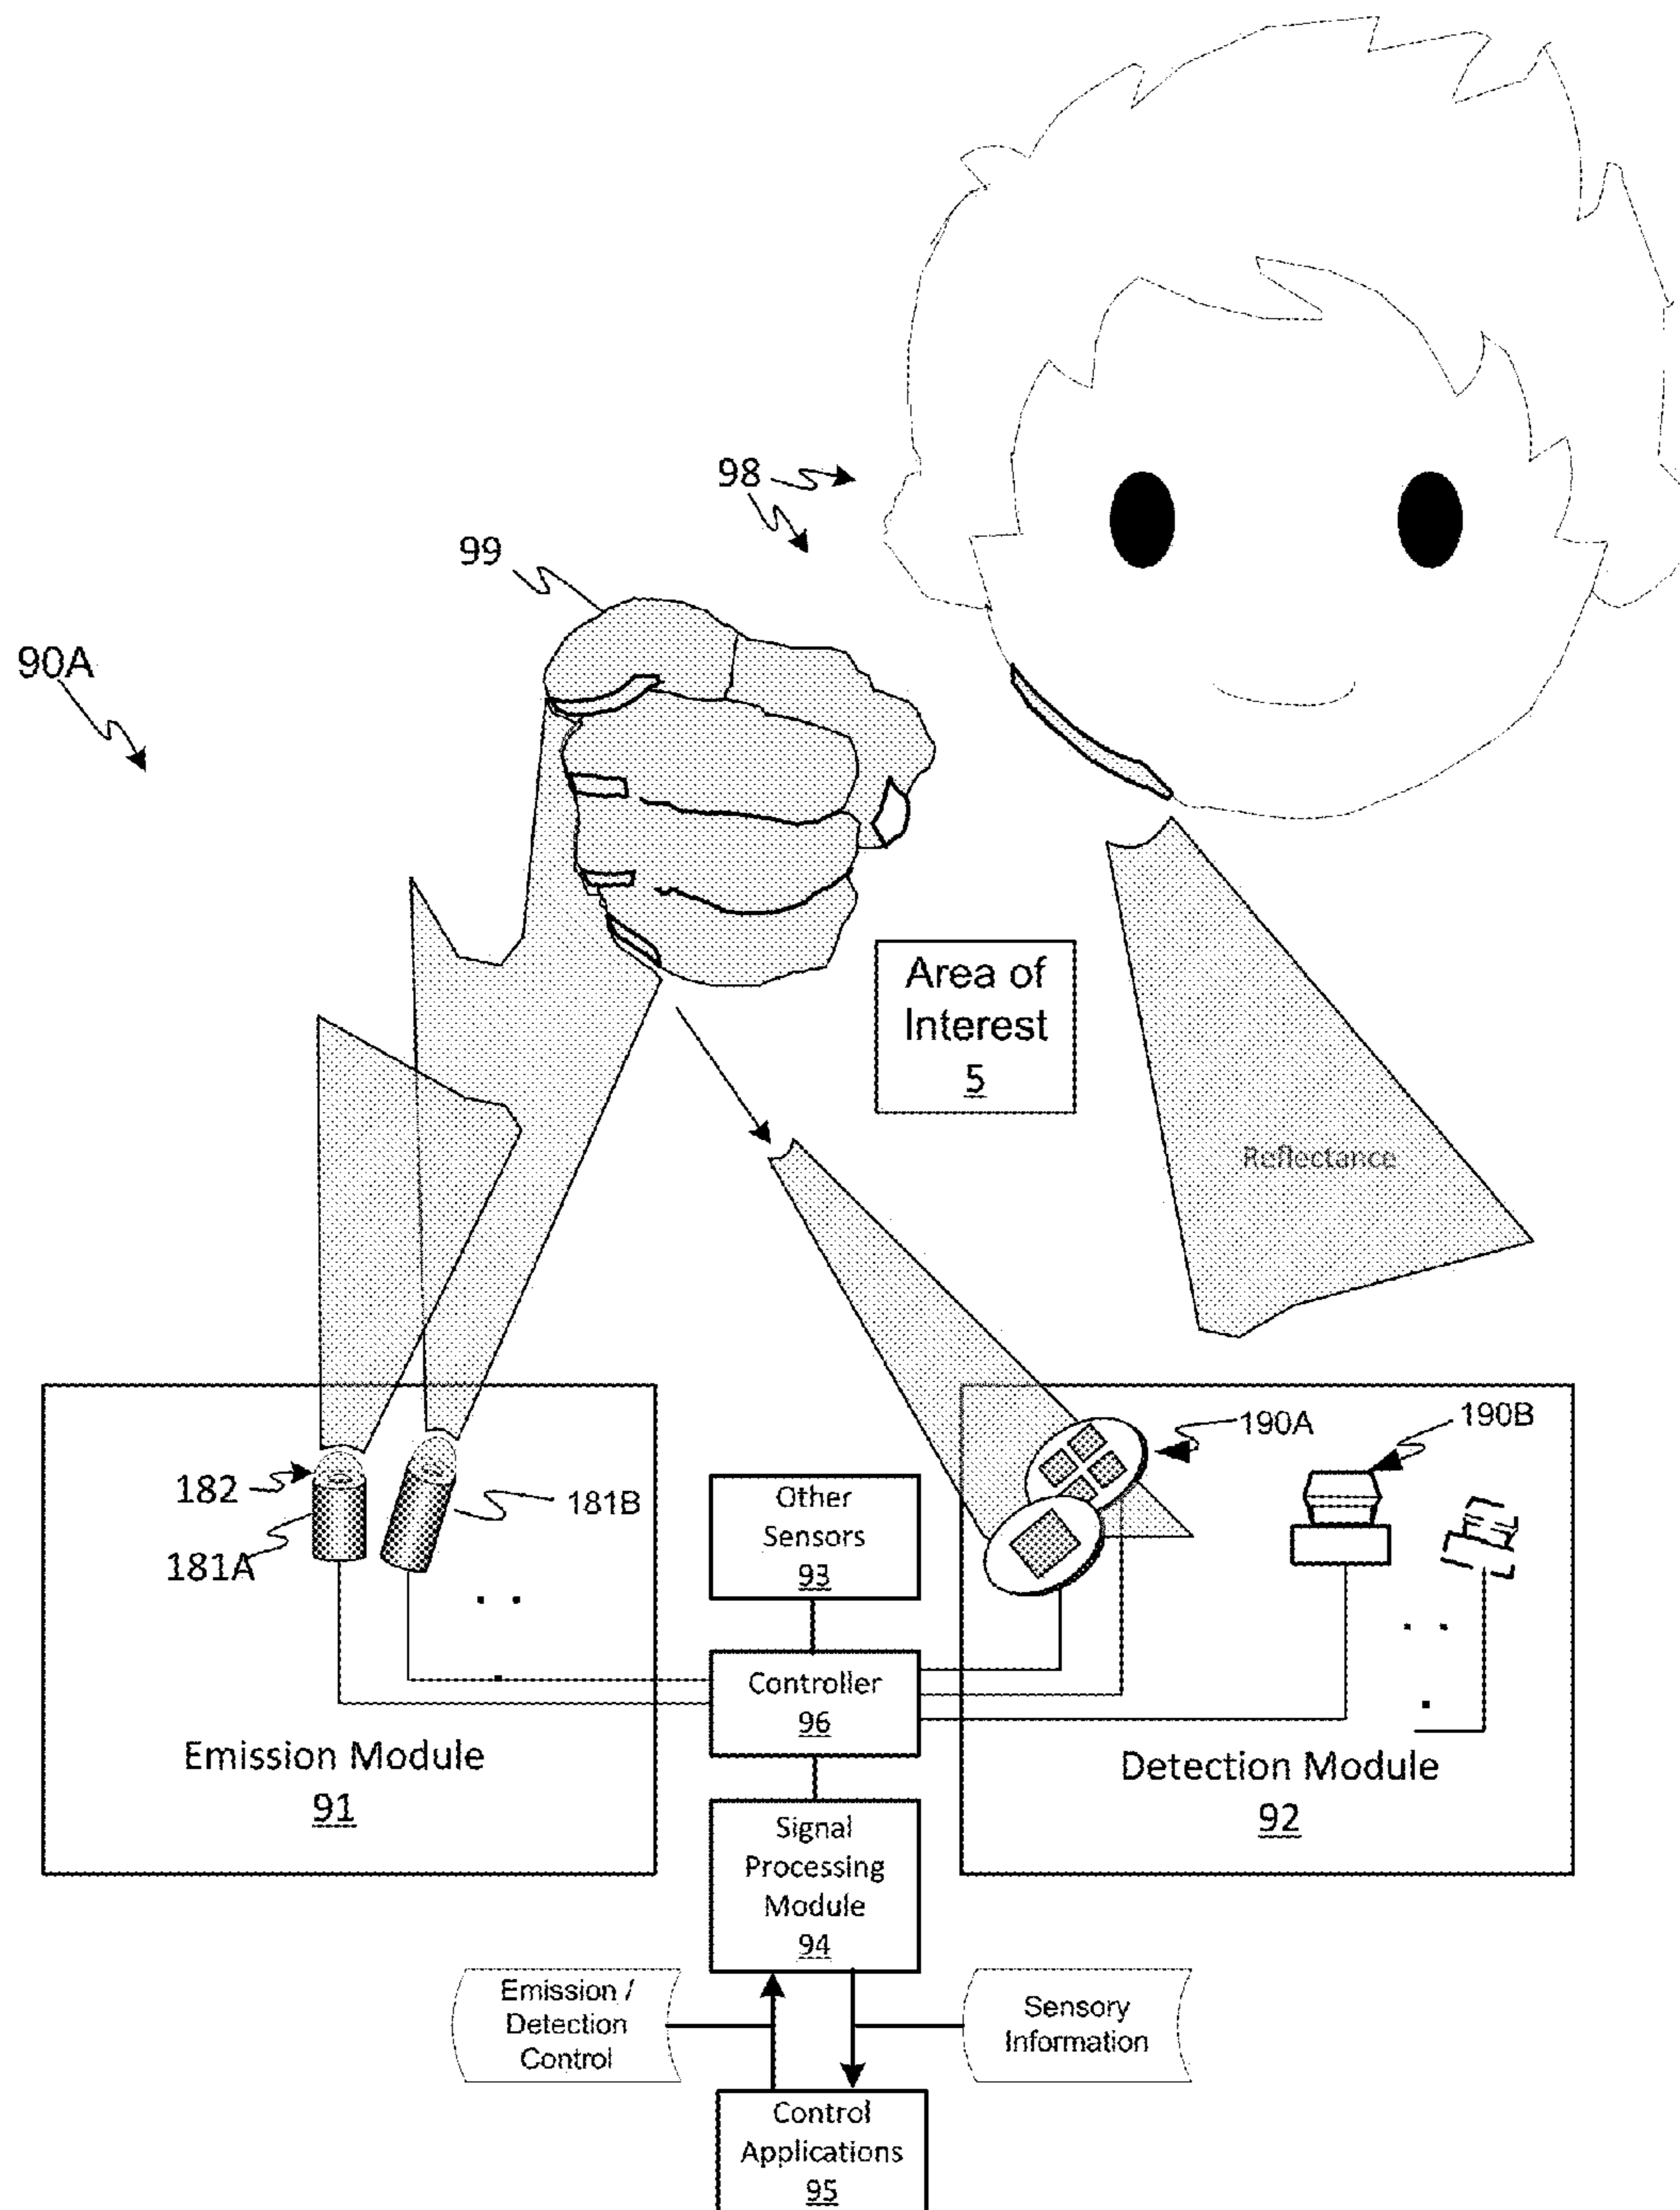 98
99
90A
Area of
Interest
5
Reflectance
182
181A
181B
190A
190B
Other
Sensors
93
Controller
96
Emission Module
91
Detection Module
92
Signal
Processing
Module
94
Emission /
Detection
Control
Sensory
Information
Control
Applications
95